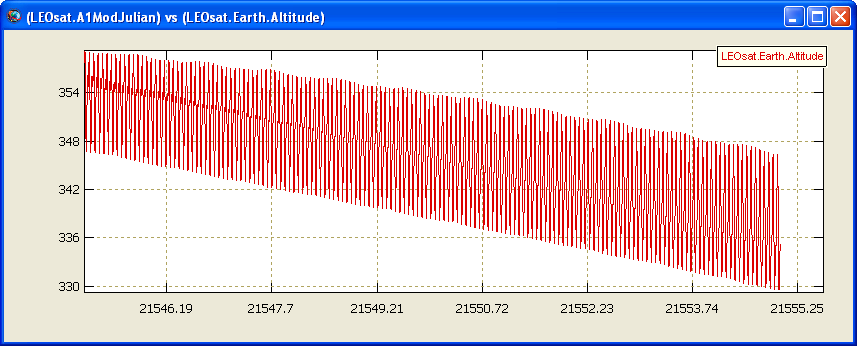 (LEOsat.A1ModJulian) vs (LEOsat.Earth.Altitude)
LEOsat.Earth.Altitude
354
348
342
336
330
21546.19 21547.7 21549.21 21550.72 21552.23 21553.74 21555.25